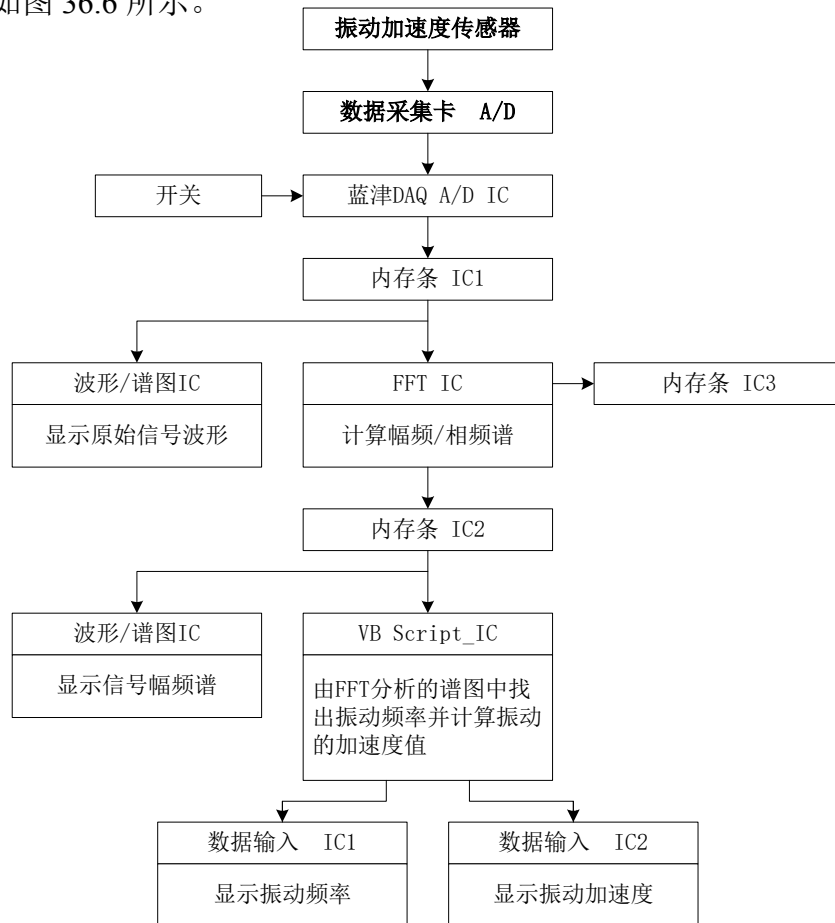 如图 36.6 所示。
振动加速度传感器
数据采集卡 A/D
开关
蓝津DAQ A/D IC
内存条 IC1
波形/谱图IC
FFT IC
内存条 IC3
显示原始信号波形
计算幅频/相频谱
内存条 IC2
波形/谱图IC
VB Script_IC
显示信号幅频谱
由FFT分析的谱图中找
出振动频率并计算振动
的加速度值
数据输入 IC1
数据输入 IC2
显示振动频率
显示振动加速度